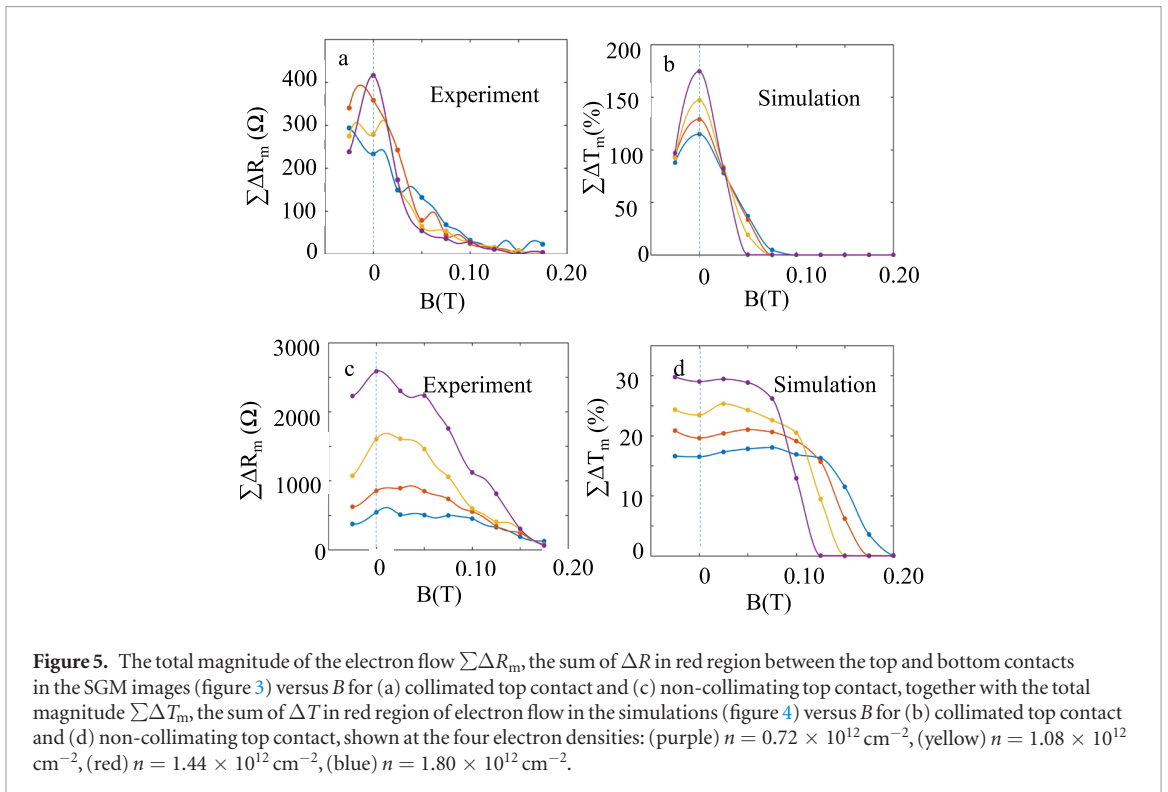 a
Experiment
400
300
200
100
0
∑ΔRₘ (Ω)
0
0.10
0.20
B(T)
b
Simulation
200
150
100
50
0
∑ΔTₘ(%)
0
0.10
0.20
B(T)
c
Experiment
3000
2000
1000
0
∑ΔRₘ (Ω)
0
0.10
0.20
B(T)
d
Simulation
30
20
10
0
∑ΔTₘ(%)
0
0.10
0.20
B(T)
Figure 5. The total magnitude of the electron flow ∑ΔRₘ, the sum of ΔR in red region between the top and bottom contacts
in the SGM images (figure 3) versus B for (a) collimated top contact and (c) non-collimating top contact, together with the total
magnitude ∑ΔTₘ, the sum of ΔT in red region of electron flow in the simulations (figure 4) versus B for (b) collimated top contact
and (d) non-collimating top contact, shown at the four electron densities: (purple) n = 0.72 × 10¹² cm⁻², (yellow) n = 1.08 × 10¹²
cm⁻², (red) n = 1.44 × 10¹² cm⁻², (blue) n = 1.80 × 10¹² cm⁻².